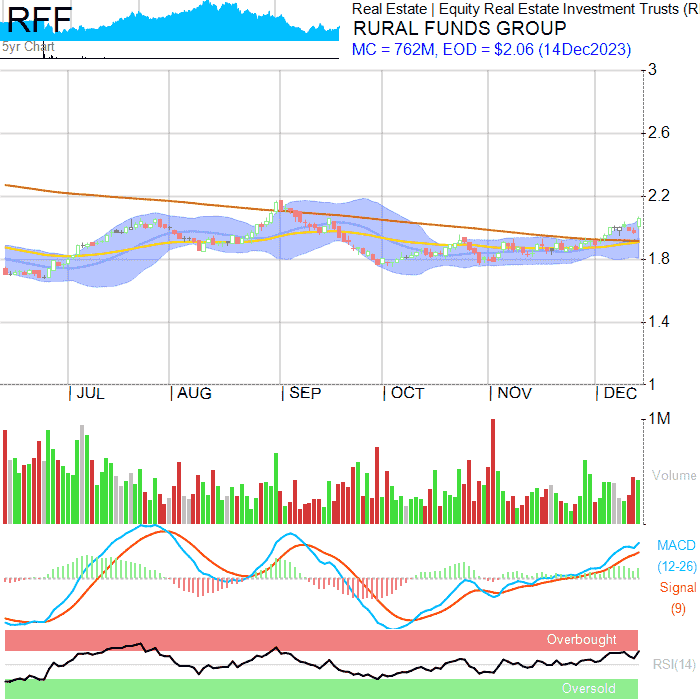 RFF
5yr Chart
Real Estate | Equity Real Estate Investment Trusts (R
RURAL FUNDS GROUP
MC = 762M, EOD = $2.06 (14Dec2023)
3
2.6
2.2
1.8
1.4
1
| JUL | AUG | SEP | OCT | NOV | DEC
1M
Volume
MACD
(12-26)
Signal
(9)
Overbought
RSI(14)
Oversold